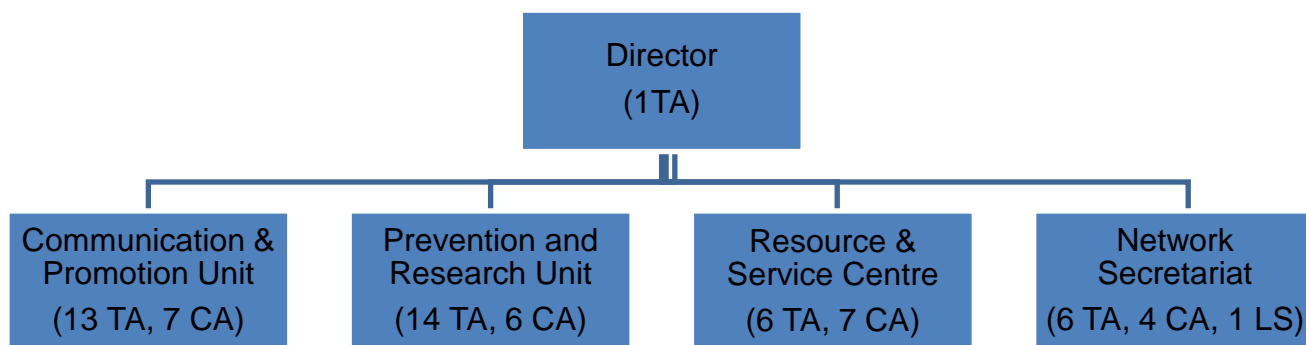 Director
(1TA)
Communication &
Promotion Unit
(13 TA, 7 CA)
Prevention and
Research Unit
(14 TA, 6 CA)
Resource &
Service Centre
(6 TA, 7 CA)
Network
Secretariat
(6 TA, 4 CA, 1 LS)